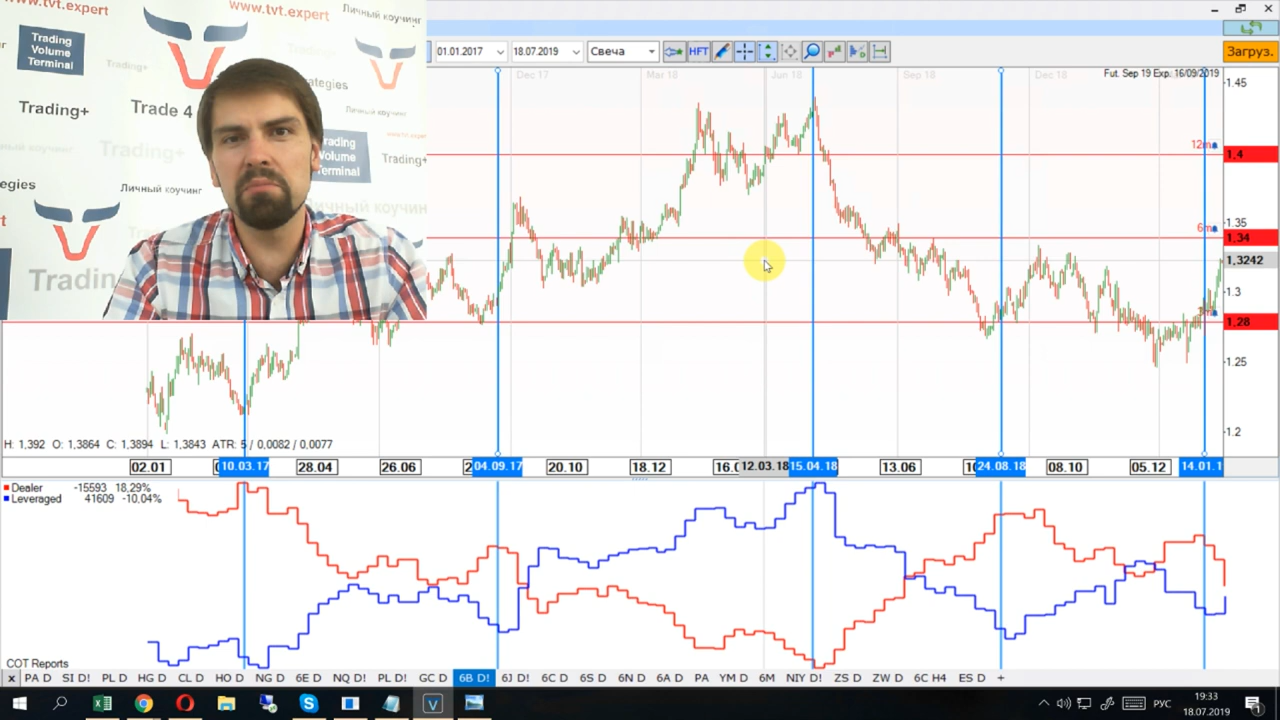 www.tvt.expert
www.tvt.expert
Личный коучинг
Trading
Volume
Terminal
Trading+
Trading+
Trade 4
Личный коучинг
Trading
Volume
Terminal
Trading+
Личный коучинг
01.01.2017
18.07.2019
Свеча
HFT
Загруз.
Dec 17
Mar 18
Jun 18
Sep 18
Dec 18
Fut. Sep 19 Exp. 16/09/2019
1.45
1,4
1.35
6m
1,34
1,3242
1.3
1,28
1.25
1.2
H: 1,392 O: 1,3864 C: 1,3894 L: 1,3843 ATR: 5 / 0,0082 / 0,0077
02.01
10.03.17
28.04
26.06
04.09.17
20.10
18.12
12.03.18
15.04.18
13.06
24.08.18
08.10
05.12
14.01.1
Dealer -15593 18,29%
Leveraged 41609 -10,04%
COT Reports
x PA D SI D! PL D HG D CL D HO D NG D 6E D NQ D! PL D! GC D 6B D! 6J D! 6C D 6S D 6N D 6A D PA YM D 6M NIY D! ZS D ZW D 6C H4 ES D +
РУС
19:33
18.07.2019